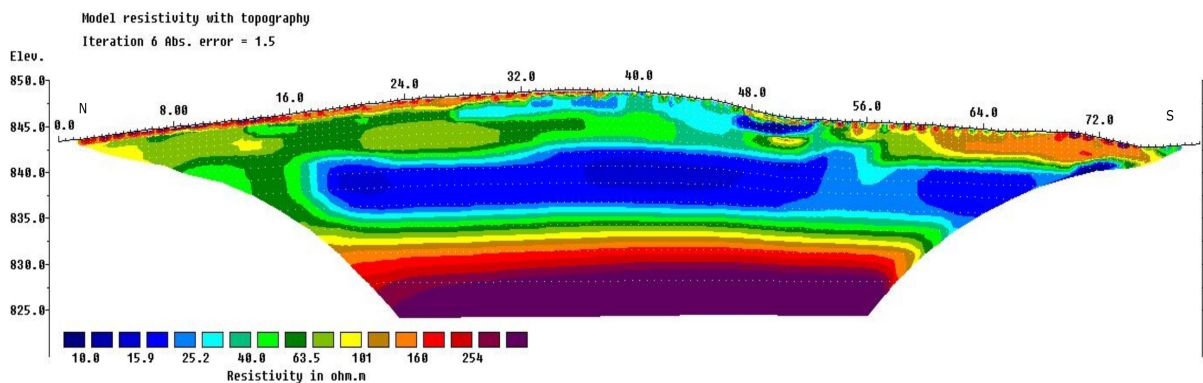 Model resistivity with topography
Iteration 6 Abs. error = 1.5
Elev.
850.0
N 0.0 8.00 16.0 24.0 32.0 40.0 48.0 56.0 64.0 72.0 S
845.0
840.0
835.0
830.0
825.0
10.0 15.9 25.2 40.0 63.5 101 160 254
Resistivity in ohm.m